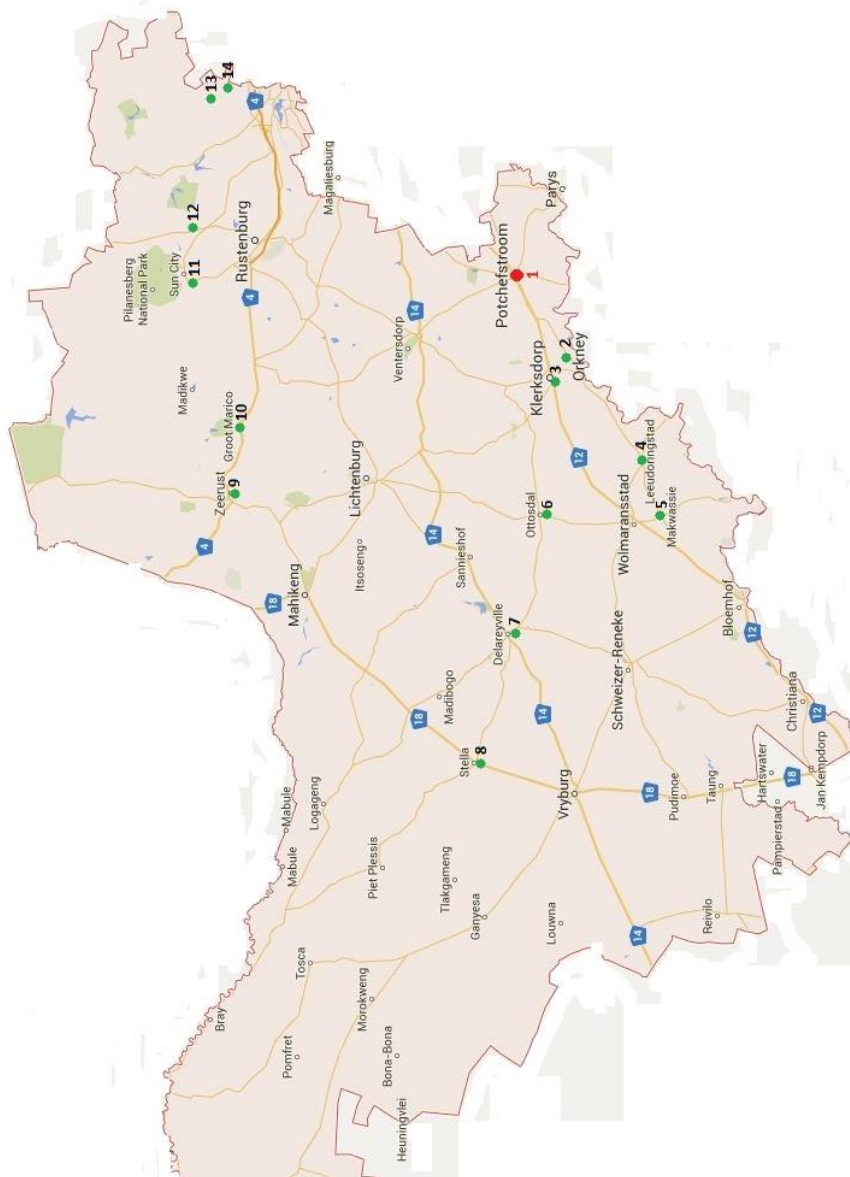 Pilanesberg
National Park
Sun City
Madikwe
11
12
13
14
4
Zeerust
9
Groot Marico
10
Bray
Rustenburg
4
4
18
Mabule
Mabule
Pomfret
Mahikeng
Tosca
Logageng
Magaliesburg
Itsoseng
Lichtenburg
Morokweng
Piet Plessis
Bona-Bona
Ventersdorp
Heuningvlei
14
18
14
Tlakgameng
Madibogo
Sannieshof
Stella
8
Ganyesa
Delareyville
7
Potchefstroom
1
Ottosdal
6
Klerksdorp
3
14
Louwna
Parys
Vryburg
2
Orkney
12
Schweizer-Reneke
Wolmaransstad
14
18
4
Leeudoringstad
5
Makwassie
Pudimoe
Reivilo
Taung
Bloemhof
12
Hartswater
Pampierstad
18
Christiana
12
Jan Kempdorp